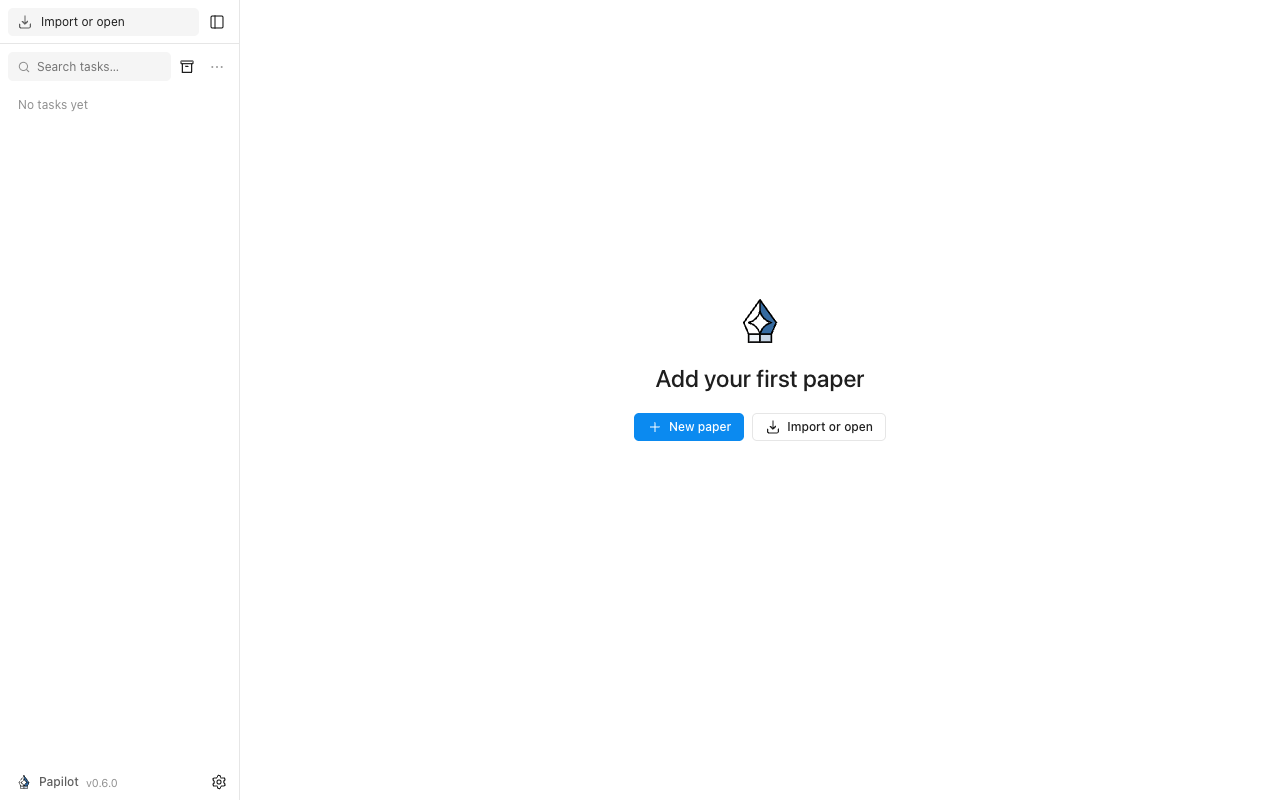 Import or open
Search tasks...
No tasks yet
Add your first paper
New paper
Import or open
Papilot v0.6.0